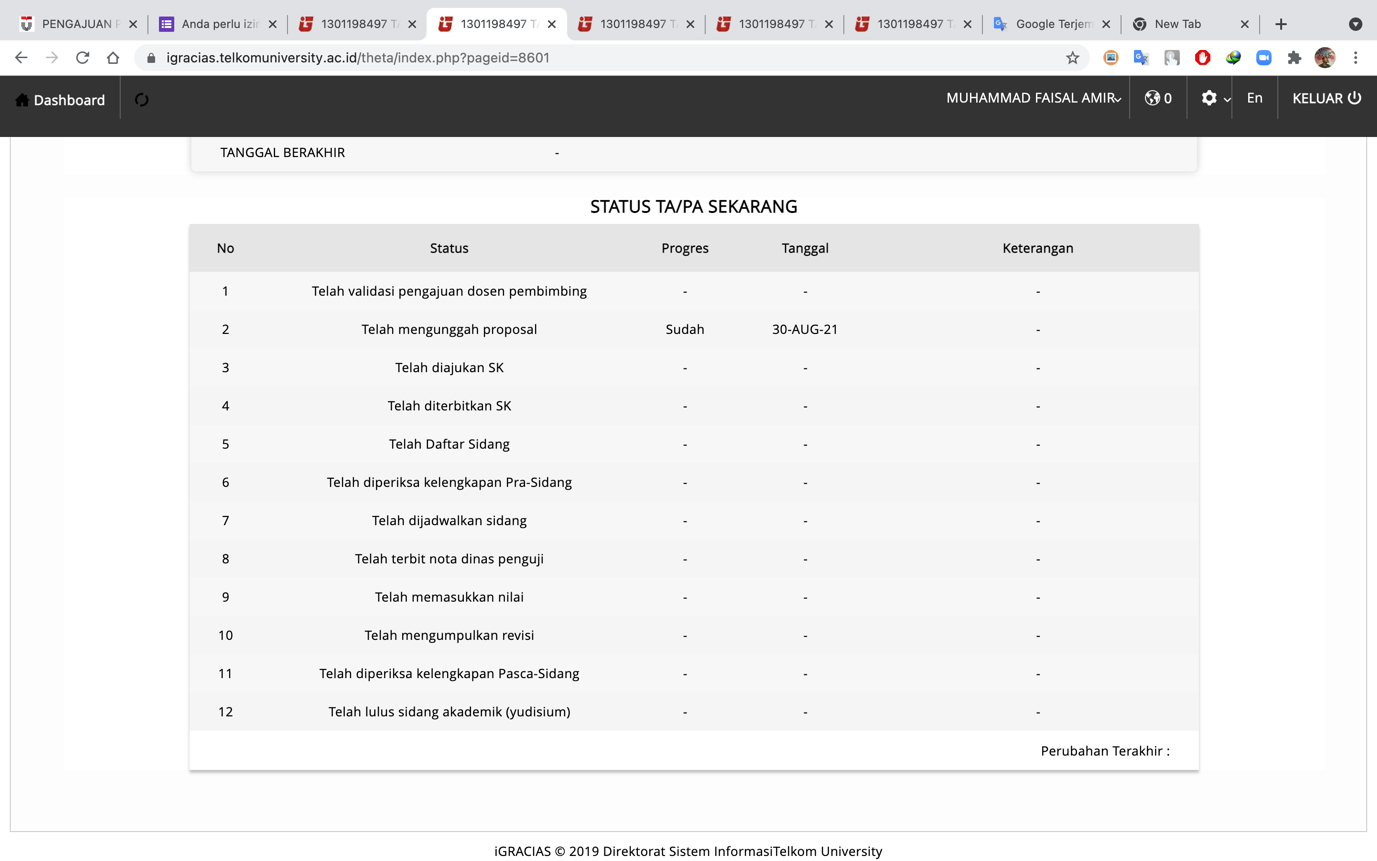 PENGAJUAN P
Anda perlu izin
1301198497 TA
1301198497 TA
1301198497 TA
1301198497 TA
1301198497 TA
Google Terjem
New Tab
igracias.telkomuniversity.ac.id/theta/index.php?pageid=8601
Dashboard MUHAMMAD FAISAL AMIR 0 En KELUAR
TANGGAL BERAKHIR -
STATUS TA/PA SEKARANG
No Status Progres Tanggal Keterangan
1 Telah validasi pengajuan dosen pembimbing - - -
2 Telah mengunggah proposal Sudah 30-AUG-21 -
3 Telah diajukan SK - - -
4 Telah diterbitkan SK - - -
5 Telah Daftar Sidang - - -
6 Telah diperiksa kelengkapan Pra-Sidang - - -
7 Telah dijadwalkan sidang - - -
8 Telah terbit nota dinas penguji - - -
9 Telah memasukkan nilai - - -
10 Telah mengumpulkan revisi - - -
11 Telah diperiksa kelengkapan Pasca-Sidang - - -
12 Telah lulus sidang akademik (yudisium) - - -
Perubahan Terakhir :
iGRACIAS © 2019 Direktorat Sistem InformasiTelkom University